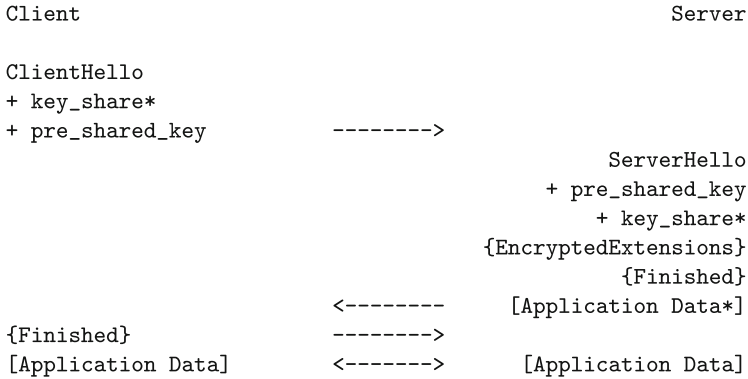 Client                                               Server

ClientHello
+ key_share*
+ pre_shared_key         -------->
                                                ServerHello
                                           + pre_shared_key
                                               + key_share*
                                      {EncryptedExtensions}
                                                 {Finished}
                         <--------      [Application Data*]
{Finished}               -------->
[Application Data]       <------->       [Application Data]